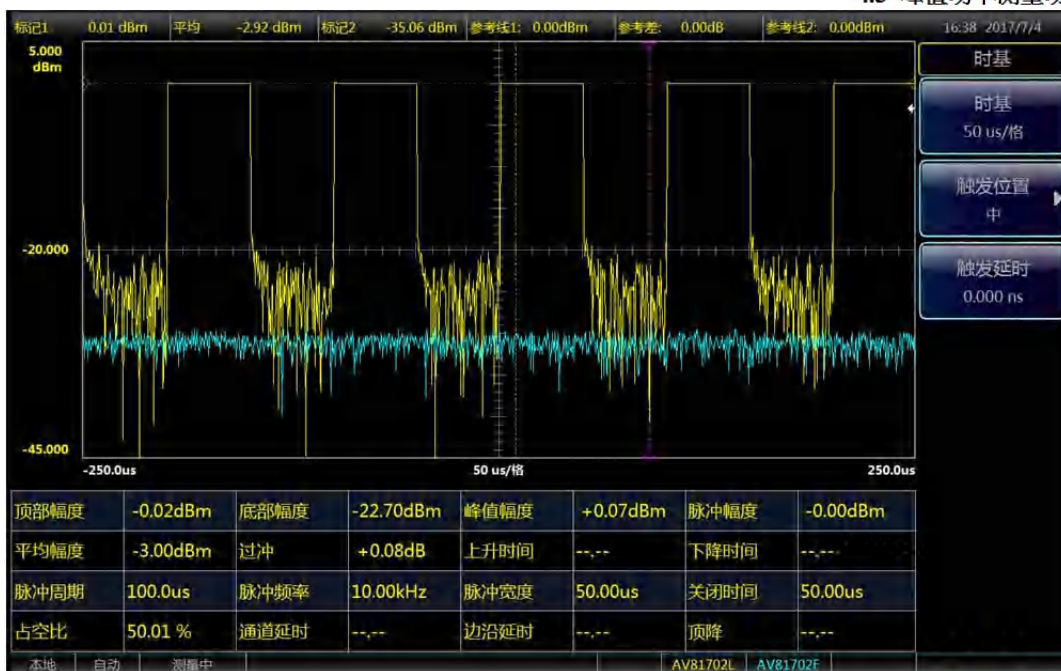 标记1 0.01 dBm 平均 -2.92 dBm 标记2 -35.06 dBm 参考线1: 0.00dBm 参考差: 0.00dB 参考线2: 0.00dBm 16:38 2017/7/4
5.000
dBm
-20.000
-45.000
-250.0us 50 us/格 250.0us
时基
时基
50 us/格
触发位置
中
触发延时
0.000 ns
顶部幅度 -0.02dBm 底部幅度 -22.70dBm 峰值幅度 +0.07dBm 脉冲幅度 -0.00dBm
平均幅度 -3.00dBm 过冲 +0.08dB 上升时间 --.-- 下降时间 --.--
脉冲周期 100.0us 脉冲频率 10.00kHz 脉冲宽度 50.00us 关闭时间 50.00us
占空比 50.01 % 通道延时 --.-- 边沿延时 --.-- 顶降 --.--
本地 自动 测量中 AV81702L AV81702F